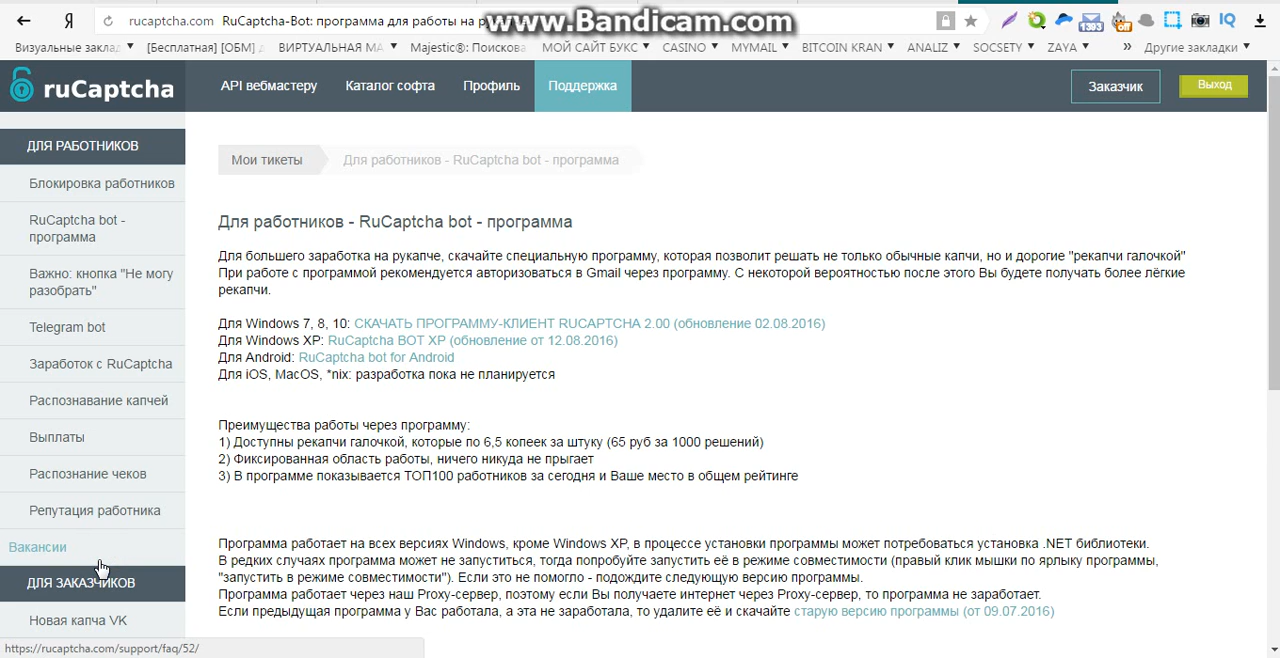 Я
rucaptcha.com RuCaptcha-Bot: программа для работы на
www.Bandicam.com
1393
off
IQ
Визуальные заклад
[Бесплатная] [ОБМ]
ВИРТУАЛЬНАЯ МА
Majestic®: Поискова
МОЙ САЙТ БУКС
CASINO
MYMAIL
BITCOIN KRAN
ANALIZ
SOCSETY
ZAYA
»
Другие закладки
ruCaptcha
API вебмастеру
Каталог софта
Профиль
Поддержка
Заказчик
Выход
ДЛЯ РАБОТНИКОВ
Блокировка работников
RuCaptcha bot -
программа
Важно: кнопка "Не могу
разобрать"
Telegram bot
Заработок с RuCaptcha
Распознавание капчей
Выплаты
Распознание чеков
Репутация работника
Вакансии
ДЛЯ ЗАКАЗЧИКОВ
Новая капча VK
https://rucaptcha.com/support/faq/52/
Мои тикеты
Для работников - RuCaptcha bot - программа
Для работников - RuCaptcha bot - программа
Для большего заработка на рукапче, скачайте специальную программу, которая позволит решать не только обычные капчи, но и дорогие "рекапчи галочкой"
При работе с программой рекомендуется авторизоваться в Gmail через программу. С некоторой вероятностью после этого Вы будете получать более лёгкие
рекапчи.
Для Windows 7, 8, 10: СКАЧАТЬ ПРОГРАММУ-КЛИЕНТ RUCAPTCHA 2.00 (обновление 02.08.2016)
Для Windows XP: RuCaptcha BOT XP (обновление от 12.08.2016)
Для Android: RuCaptcha bot for Android
Для iOS, MacOS, *nix: разработка пока не планируется
Преимущества работы через программу:
1) Доступны рекапчи галочкой, которые по 6,5 копеек за штуку (65 руб за 1000 решений)
2) Фиксированная область работы, ничего никуда не прыгает
3) В программе показывается ТОП100 работников за сегодня и Ваше место в общем рейтинге
Программа работает на всех версиях Windows, кроме Windows XP, в процессе установки программы может потребоваться установка .NET библиотеки.
В редких случаях программа может не запуститься, тогда попробуйте запустить её в режиме совместимости (правый клик мышки по ярлыку программы,
"запустить в режиме совместимости"). Если это не помогло - подождите следующую версию программы.
Программа работает через наш Proxy-сервер, поэтому если Вы получаете интернет через Proxy-сервер, то программа не заработает.
Если предыдущая программа у Вас работала, а эта не заработала, то удалите её и скачайте старую версию программы (от 09.07.2016)